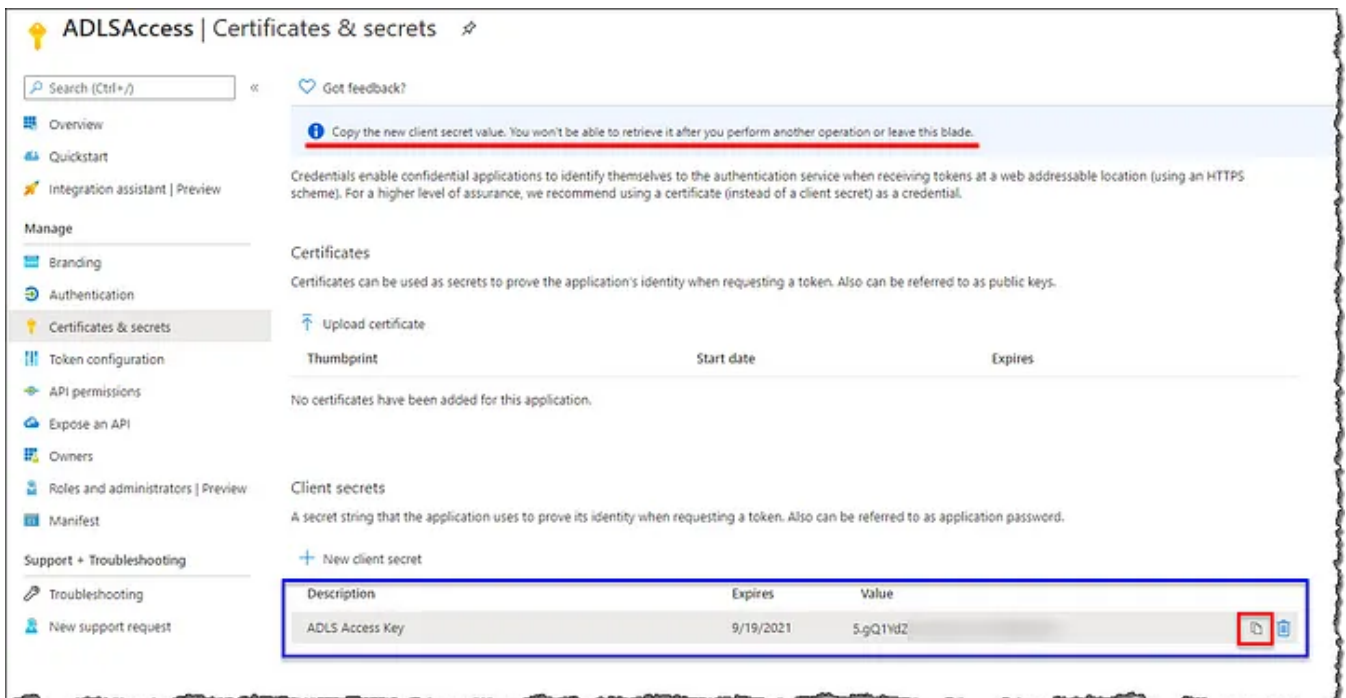 ADLSAccess | Certificates & secrets
Search (Ctrl+/)
«
Got feedback?
Overview
Quickstart
Integration assistant | Preview
Copy the new client secret value. You won't be able to retrieve it after you perform another operation or leave this blade.
Credentials enable confidential applications to identify themselves to the authentication service when receiving tokens at a web addressable location (using an HTTPS
scheme). For a higher level of assurance, we recommend using a certificate (instead of a client secret) as a credential.
Manage
Branding
Authentication
Certificates & secrets
Token configuration
API permissions
Expose an API
Owners
Roles and administrators | Preview
Manifest
Support + Troubleshooting
Troubleshooting
New support request
Certificates
Certificates can be used as secrets to prove the application's identity when requesting a token. Also can be referred to as public keys.
Upload certificate
Thumbprint Start date Expires
No certificates have been added for this application.
Client secrets
A secret string that the application uses to prove its identity when requesting a token. Also can be referred to as application password.
New client secret
Description Expires Value
ADLS Access Key 9/19/2021 5.gQ1YdZ